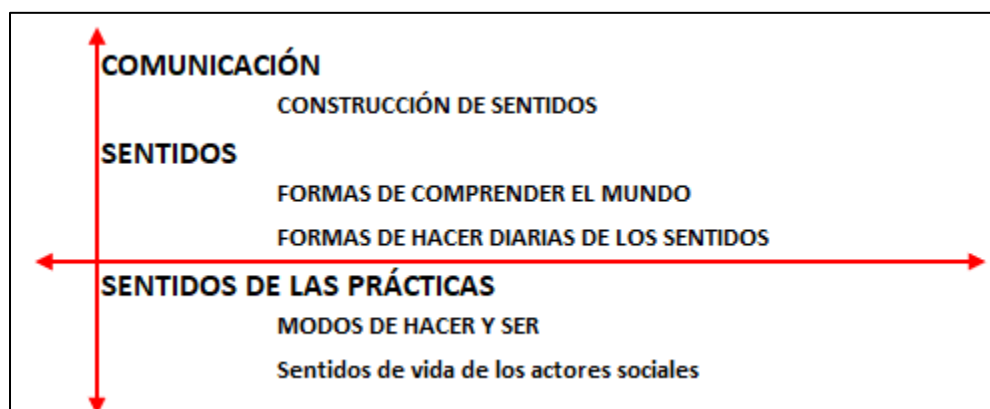 COMUNICACIÓN
CONSTRUCCIÓN DE SENTIDOS
SENTIDOS
FORMAS DE COMPRENDER EL MUNDO
FORMAS DE HACER DIARIAS DE LOS SENTIDOS
SENTIDOS DE LAS PRÁCTICAS
MODOS DE HACER Y SER
Sentidos de vida de los actores sociales